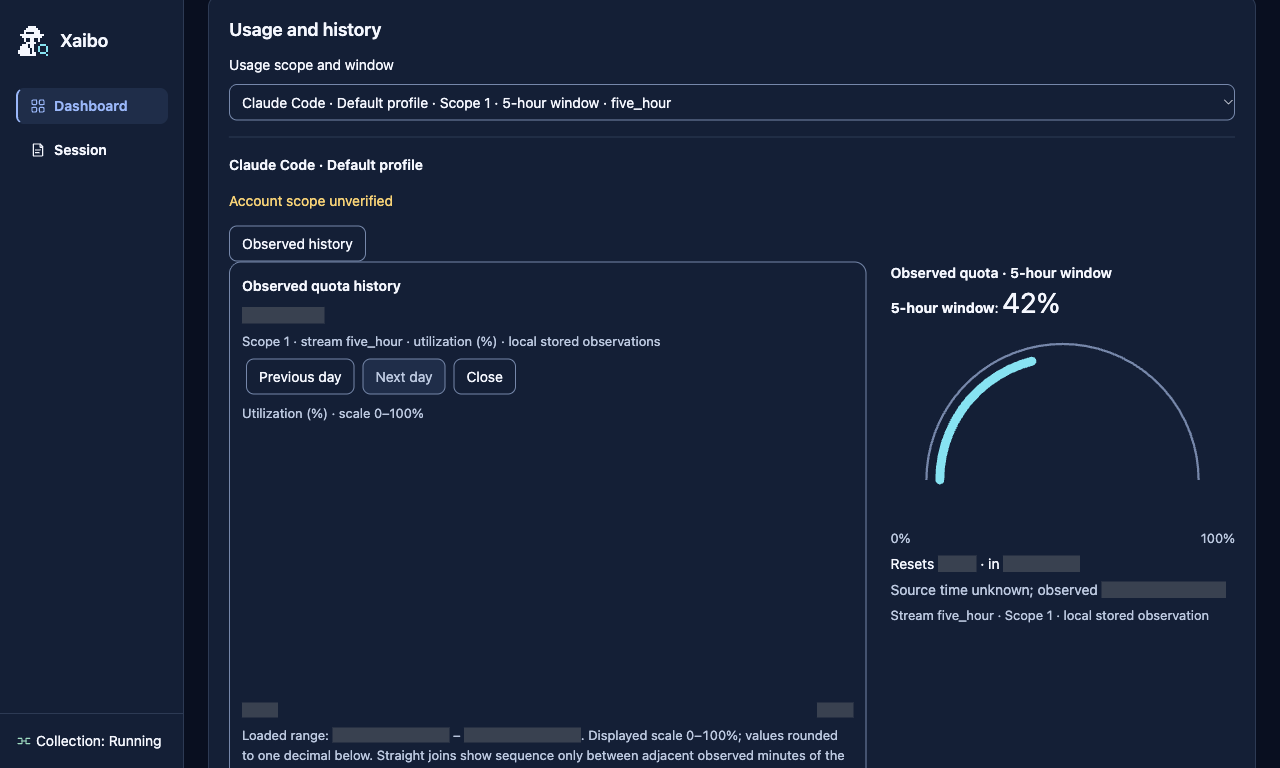 Xaibo
Dashboard
Session
Collection: Running
Usage and history
Usage scope and window
Claude Code · Default profile · Scope 1 · 5-hour window · five_hour
Claude Code · Default profile
Account scope unverified
Observed history
Observed quota history
Scope 1 · stream five_hour · utilization (%) · local stored observations
Previous day
Next day
Close
Utilization (%) · scale 0–100%
Loaded range: – . Displayed scale 0–100%; values rounded
to one decimal below. Straight joins show sequence only between adjacent observed minutes of the
Observed quota · 5-hour window
5-hour window: 42%
0%
100%
Resets · in
Source time unknown; observed
Stream five_hour · Scope 1 · local stored observation